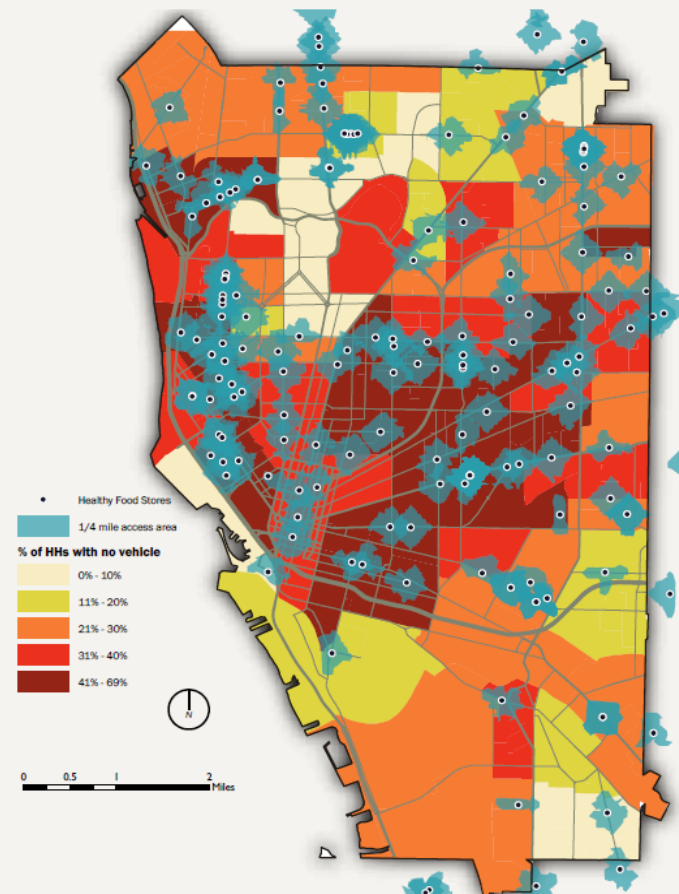 Healthy Food Stores
1/4 mile access area
% of HHs with no vehicle
0% - 10%
11% - 20%
21% - 30%
31% - 40%
41% - 69%
N
0 0.5 1 2
Miles